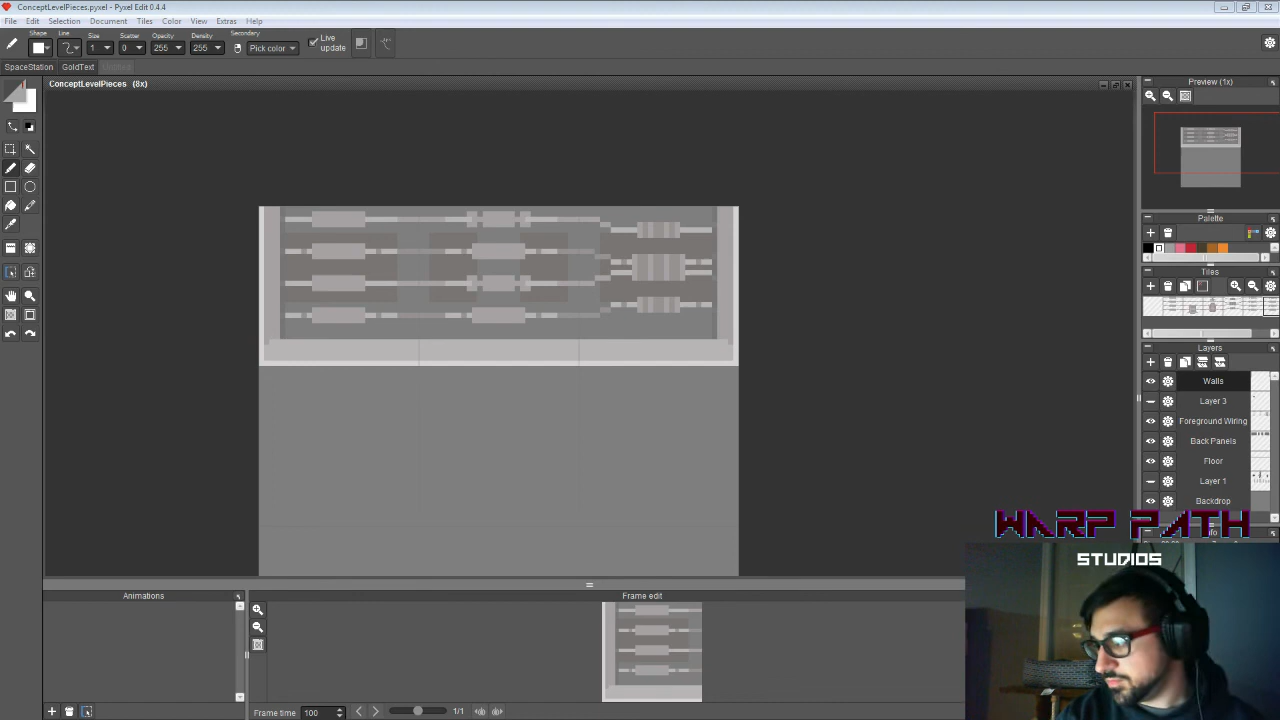 ConceptLevelPieces.pyxel - Pyxel Edit 0.4.4
File Edit Selection Document Tiles Color View Extras Help
Shape Line Size Scatter Opacity Density Secondary
1 0 255 255 Pick color Live update
SpaceStation GoldText Untitled
ConceptLevelPieces (8x)
Preview (1x)
Palette
Tiles
Layers
Walls
Layer 3
Foreground Wiring
Back Panels
Floor
Layer 1
Backdrop
WARP PATH
STUDIOS
Animations
Frame edit
Frame time 100 1/1